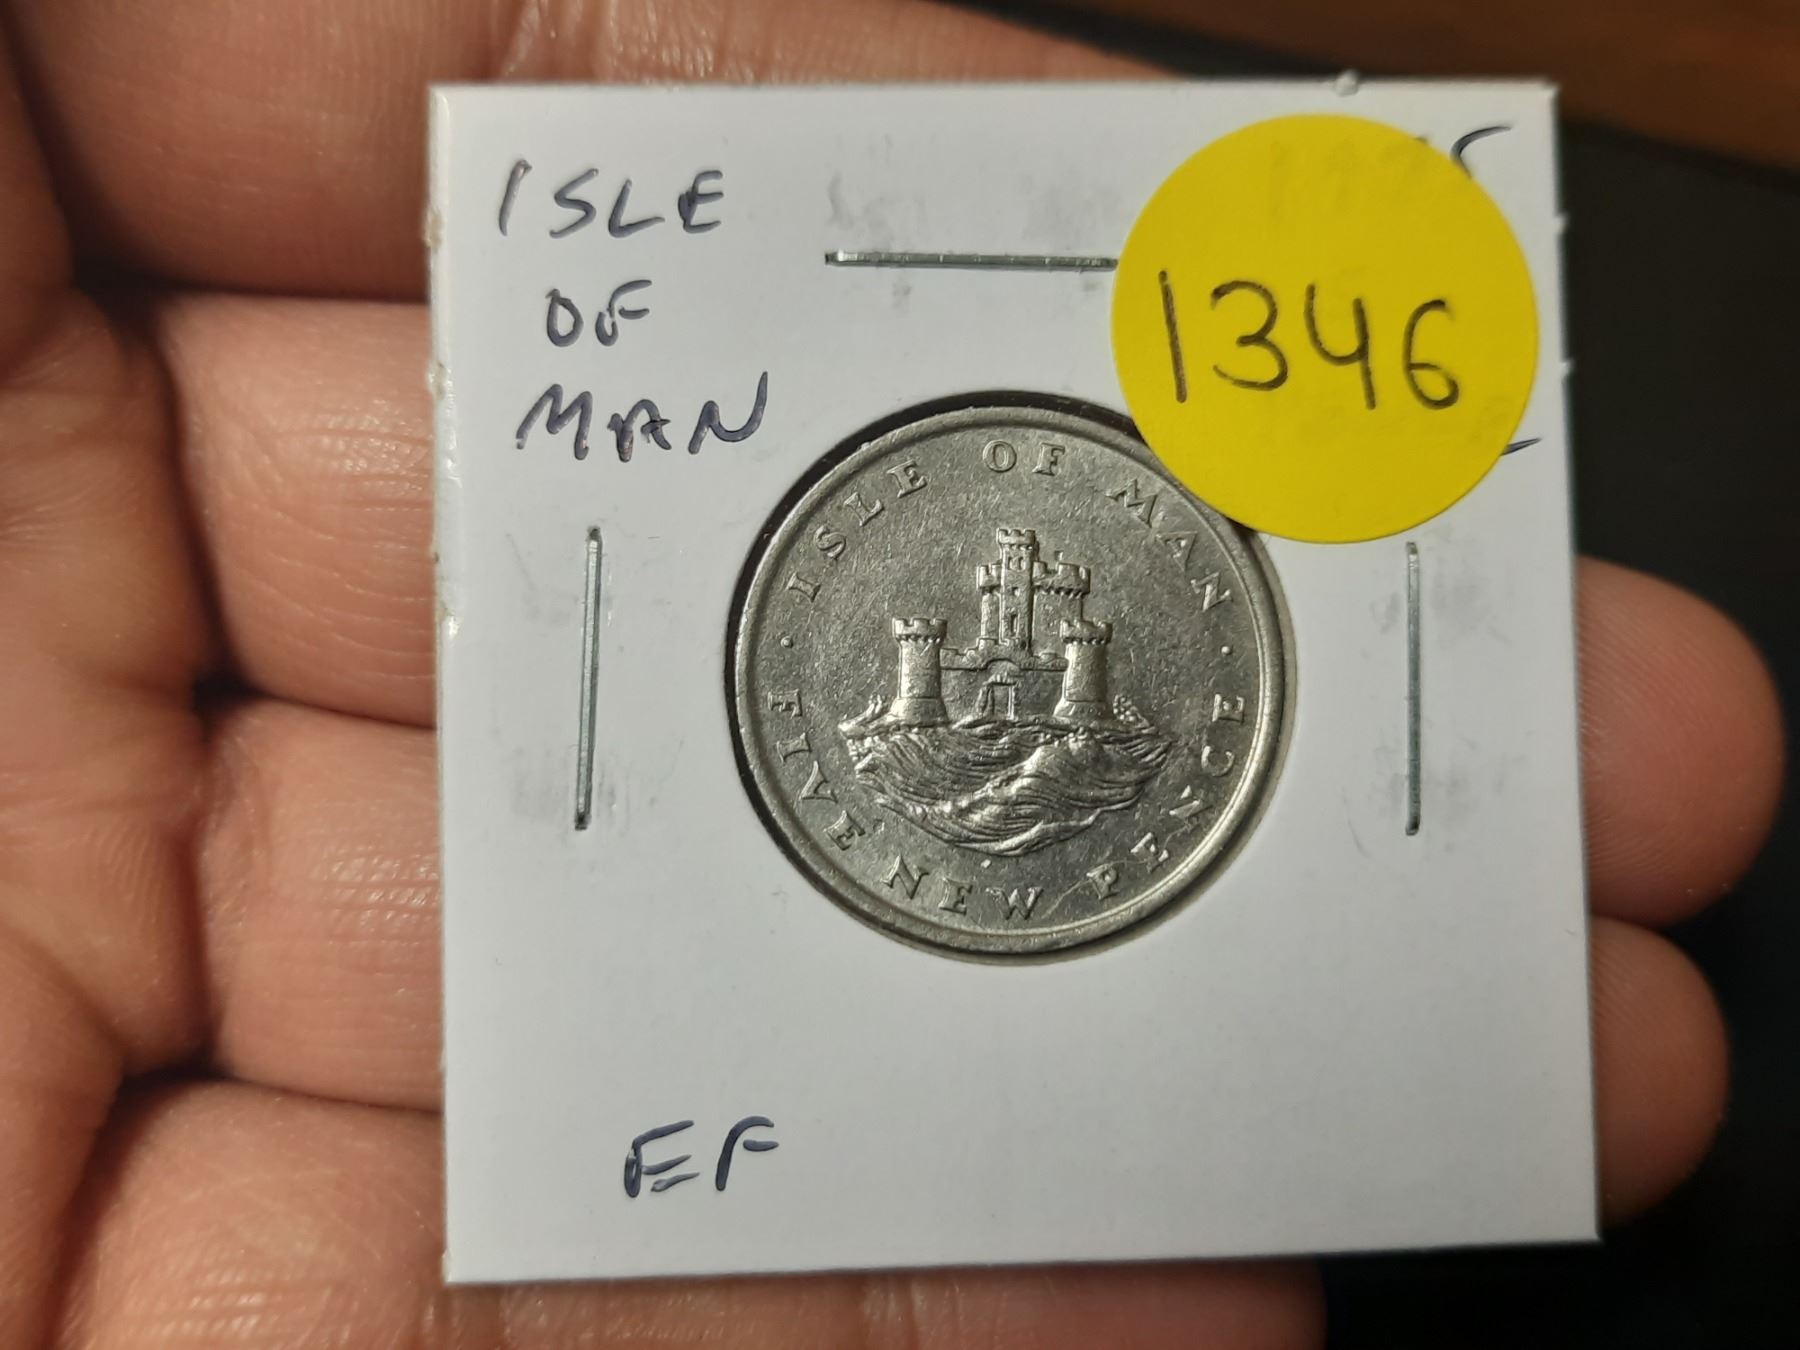 ISLE
OF
MAN
1346
· ISLE OF MAN ·
FIVE NEW PENCE
EF